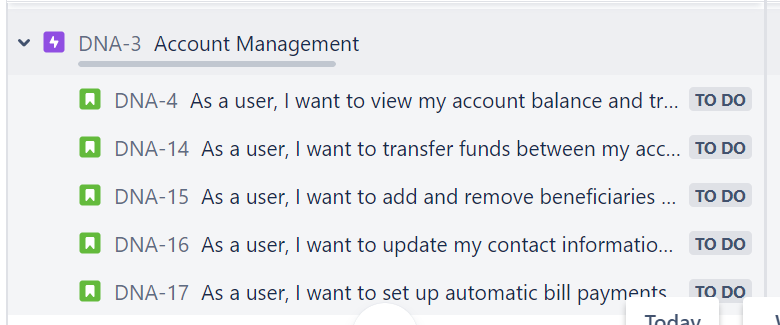 DNA-3 Account Management
DNA-4 As a user, I want to view my account balance and tr... TO DO
DNA-14 As a user, I want to transfer funds between my acc... TO DO
DNA-15 As a user, I want to add and remove beneficiaries ... TO DO
DNA-16 As a user, I want to update my contact informatio... TO DO
DNA-17 As a user, I want to set up automatic bill payments TO DO
Today